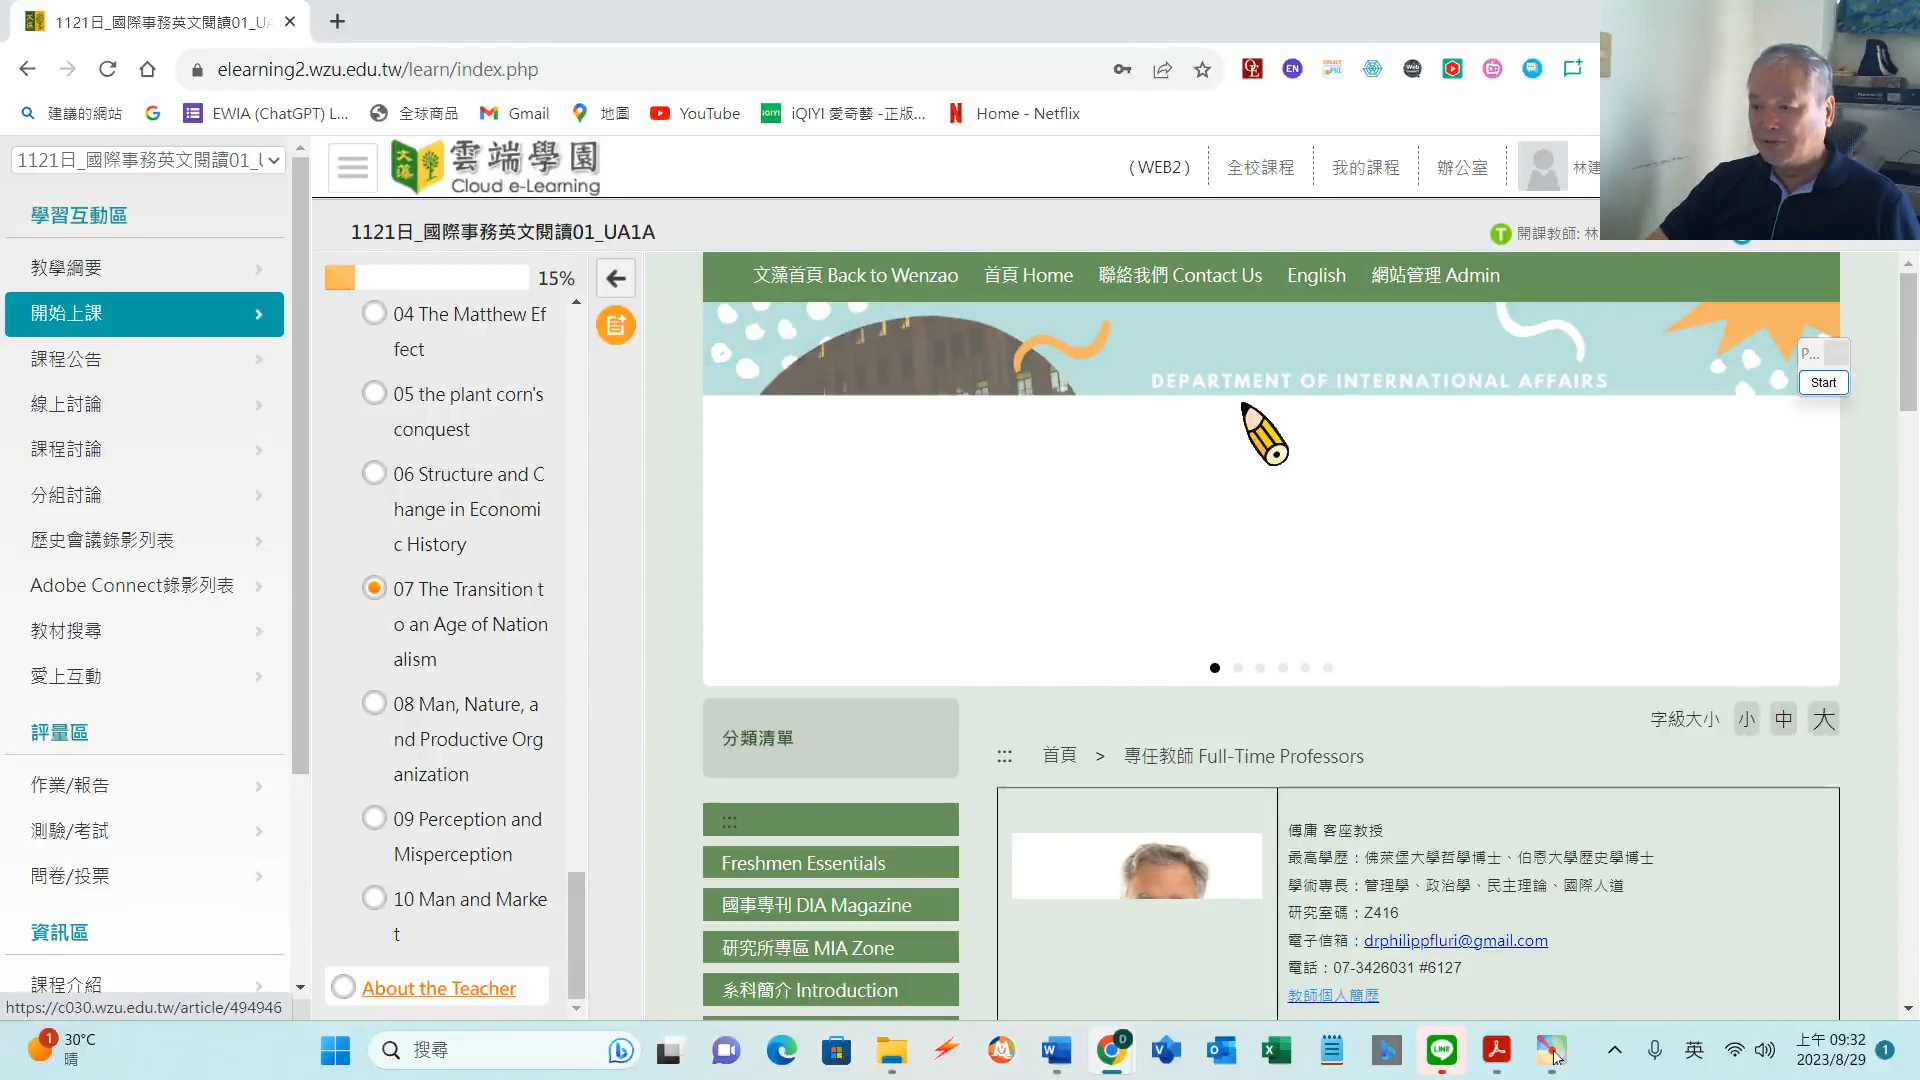 1121日_國際事務英文閱讀01_UA
elearning2.wzu.edu.tw/learn/index.php
建議的網站
EWIA (ChatGPT) L...
全球商品
Gmail
地圖
YouTube
iQIYI 愛奇藝 -正版...
Home - Netflix
1121日_國際事務英文閱讀01_U
學習互動區
教學綱要
開始上課
課程公告
線上討論
課程討論
分組討論
歷史會議錄影列表
Adobe Connect錄影列表
教材搜尋
愛上互動
評量區
作業/報告
測驗/考試
問卷/投票
資訊區
課程介紹
https://c030.wzu.edu.tw/article/494946
文藻
雲端學園
Cloud e-Learning
( WEB2 )
全校課程
我的課程
辦公室
林建
1121日_國際事務英文閱讀01_UA1A
開課教師: 林
15%
04 The Matthew Ef
fect
05 the plant corn's
conquest
06 Structure and C
hange in Economi
c History
07 The Transition t
o an Age of Nation
alism
08 Man, Nature, a
nd Productive Org
anization
09 Perception and
Misperception
10 Man and Marke
t
About the Teacher
文藻首頁 Back to Wenzao
首頁 Home
聯絡我們 Contact Us
English
網站管理 Admin
DEPARTMENT OF INTERNATIONAL AFFAIRS
P...
Start
字級大小 小 中 大
分類清單
::: 首頁 > 專任教師 Full-Time Professors
:::
Freshmen Essentials
國事專刊 DIA Magazine
研究所專區 MIA Zone
系科簡介 Introduction
傅庸 客座教授
最高學歷：佛萊堡大學哲學博士、伯恩大學歷史學博士
學術專長：管理學、政治學、民主理論、國際人道
研究室碼：Z416
電子信箱：drphilippfluri@gmail.com
電話：07-3426031 #6127
教師個人簡歷
1
30°C
晴
搜尋
英
上午 09:32
2023/8/29
1